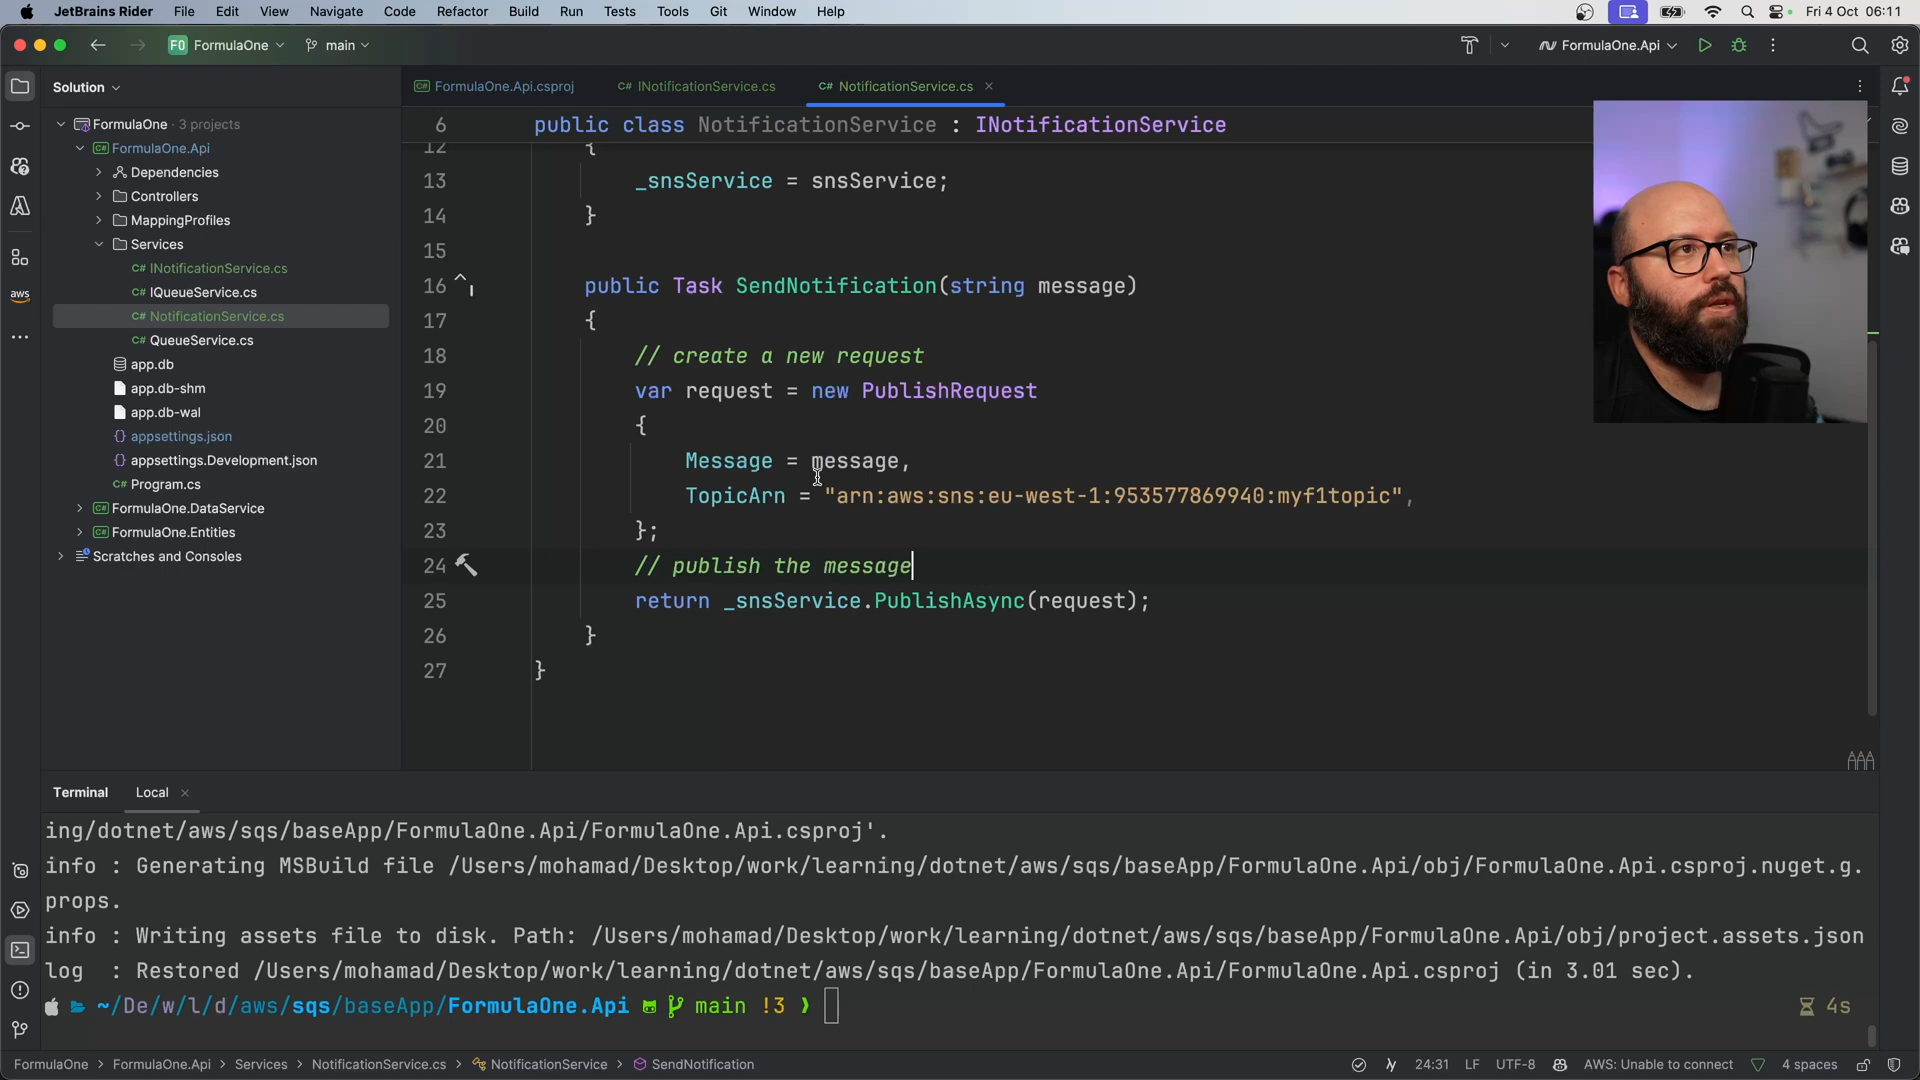 JetBrains Rider File Edit View Navigate Code Refactor Build Run Tests Tools Git Window Help Fri 4 Oct 06:11
FO FormulaOne main FormulaOne.Api
Solution
FormulaOne.Api.csproj INotificationService.cs NotificationService.cs
FormulaOne · 3 projects
FormulaOne.Api
Dependencies
Controllers
MappingProfiles
Services
C# INotificationService.cs
C# IQueueService.cs
C# NotificationService.cs
C# QueueService.cs
app.db
app.db-shm
app.db-wal
appsettings.json
appsettings.Development.json
C# Program.cs
FormulaOne.DataService
FormulaOne.Entities
Scratches and Consoles
aws
6 public class NotificationService : INotificationService
12 {
13 _snsService = snsService;
14 }
15
16 public Task SendNotification(string message)
17 {
18 // create a new request
19 var request = new PublishRequest
20 {
21 Message = message,
22 TopicArn = "arn:aws:sns:eu-west-1:953577869940:myf1topic",
23 };
24 // publish the message
25 return _snsService.PublishAsync(request);
26 }
27 }
Terminal Local
ing/dotnet/aws/sqs/baseApp/FormulaOne.Api/FormulaOne.Api.csproj'.
info : Generating MSBuild file /Users/mohamad/Desktop/work/learning/dotnet/aws/sqs/baseApp/FormulaOne.Api/obj/FormulaOne.Api.csproj.nuget.g.
props.
info : Writing assets file to disk. Path: /Users/mohamad/Desktop/work/learning/dotnet/aws/sqs/baseApp/FormulaOne.Api/obj/project.assets.json
log : Restored /Users/mohamad/Desktop/work/learning/dotnet/aws/sqs/baseApp/FormulaOne.Api/FormulaOne.Api.csproj (in 3.01 sec).
~/De/w/l/d/aws/sqs/baseApp/FormulaOne.Api main !3 ❯ 4s
FormulaOne > FormulaOne.Api > Services > NotificationService.cs > NotificationService > SendNotification 24:31 LF UTF-8 AWS: Unable to connect 4 spaces